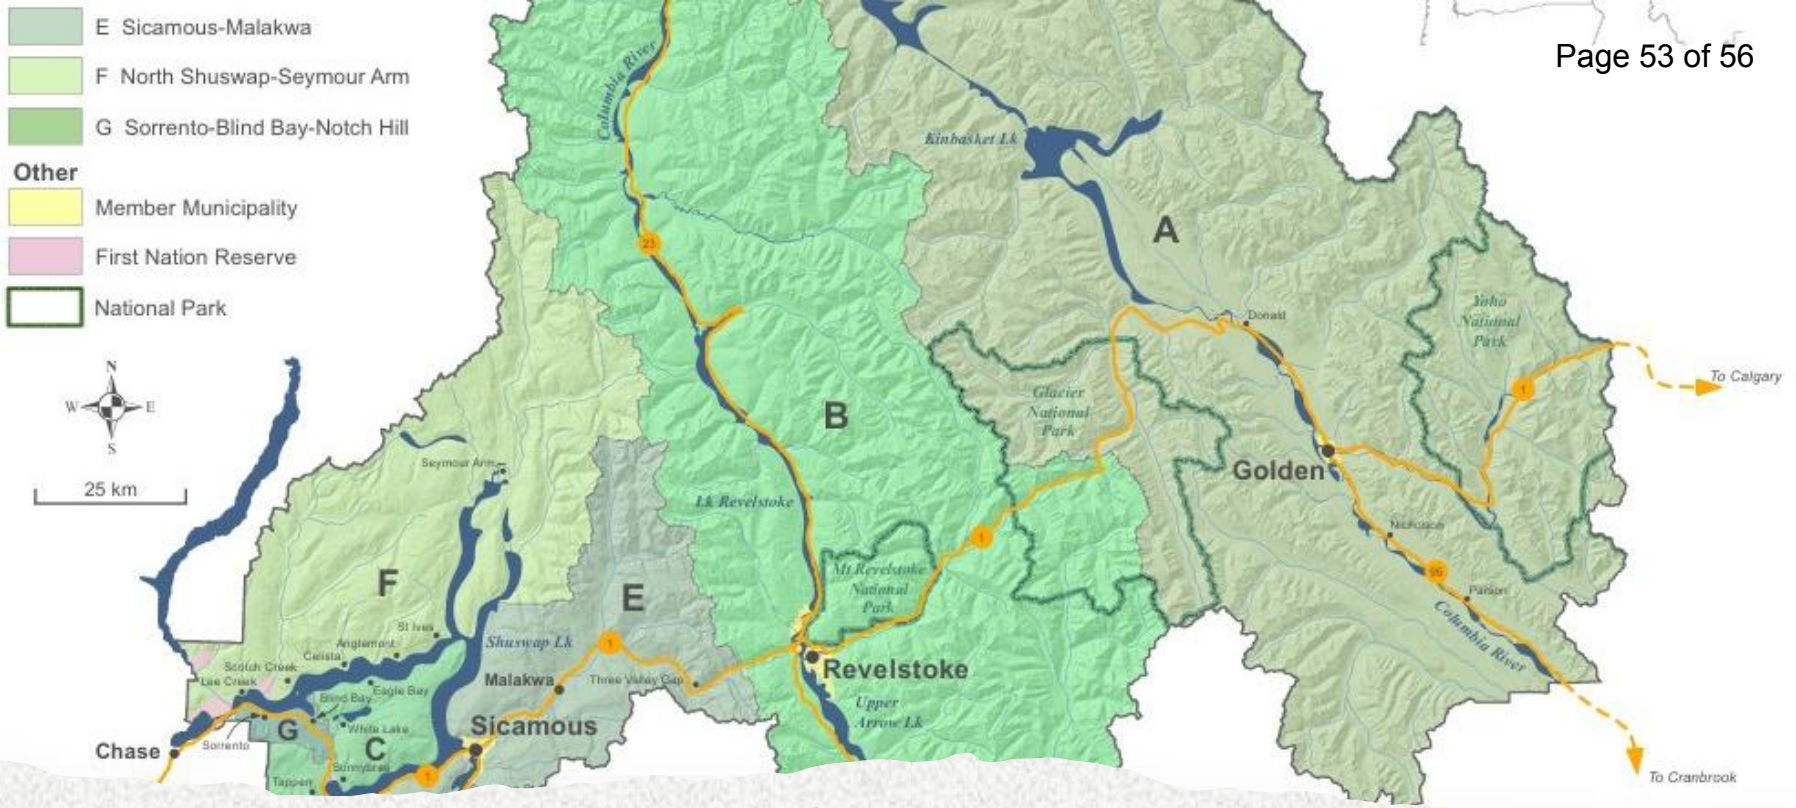 E Sicamous-Malakwa
F North Shuswap-Seymour Arm
G Sorrento-Blind Bay-Notch Hill
Other
Member Municipality
First Nation Reserve
National Park
N
W
E
S
25 km
Page 53 of 56
Columbia River
Kinbasket Lk
A
23
Donald
Yoho
National
Park
1
To Calgary
Glacier
National
Park
B
Golden
Seymour Arm
Lk Revelstoke
1
Nicholson
95
Parson
Columbia River
F
E
Mt Revelstoke
National
Park
St Ives
Anglemont
Celista
Shuswap Lk
1
Scotch Creek
Lee Creek
Malakwa
Three Valley Gap
Revelstoke
Blind Bay
Eagle Bay
Upper
Arrow Lk
White Lake
Sicamous
G
C
Sorrento
Chase
Sunnybrae
1
Tappen
To Cranbrook